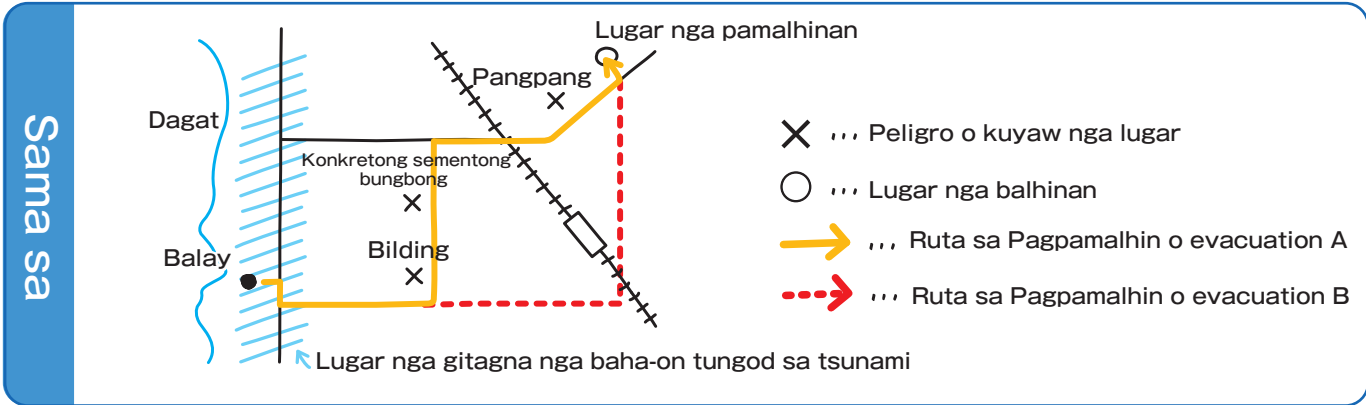 Sama sa
Lugar nga pamalhinan
Pangpang
Dagat
Konkretong sementong
bungbong
Bilding
Balay
Lugar nga gitagna nga baha-on tungod sa tsunami
... Peligro o kuyaw nga lugar
... Lugar nga balhinan
... Ruta sa Pagpamalhin o evacuation A
... Ruta sa Pagpamalhin o evacuation B